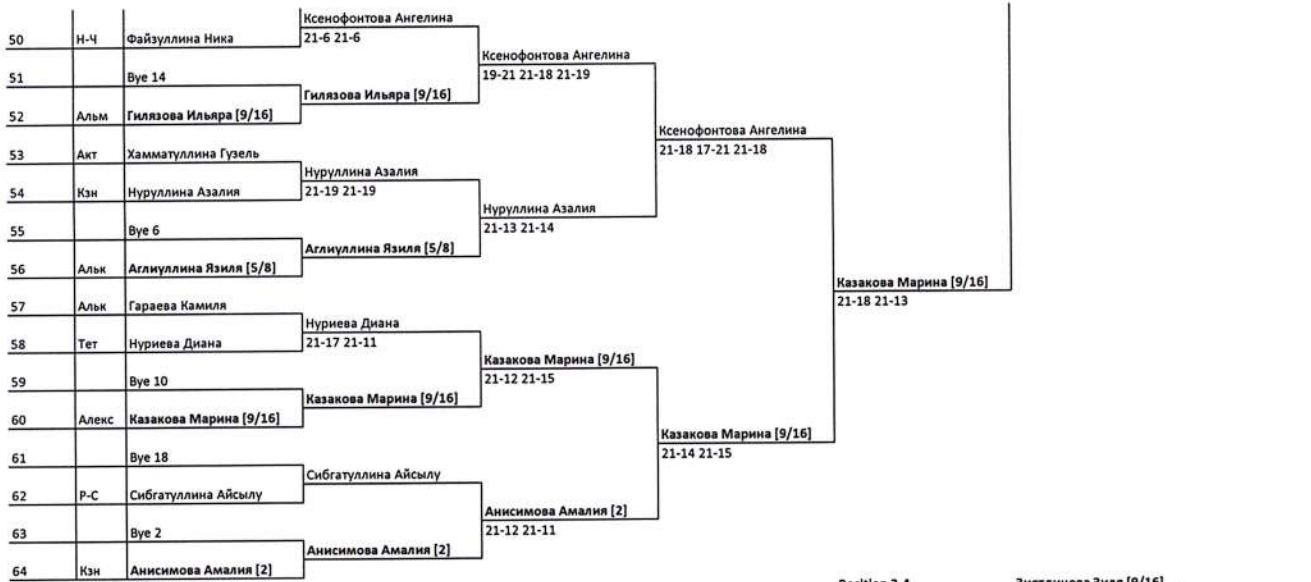 Ксенофонтова Ангелина
50 Н-Ч Файзуллина Ника 21-6 21-6
Ксенофонтова Ангелина
51 Bye 14 19-21 21-18 21-19
Гилязова Ильяра [9/16]
52 Альм Гилязова Ильяра [9/16]
Ксенофонтова Ангелина
53 Акт Хамматуллина Гузель 21-18 17-21 21-18
Нуруллина Азалия
54 Кзн Нуруллина Азалия 21-19 21-19
Нуруллина Азалия
55 Bye 6 21-13 21-14
Аглиуллина Язиля [5/8]
56 Альк Аглиуллина Язиля [5/8]
Казакова Марина [9/16]
57 Альк Гараева Камиля 21-18 21-13
Нуриева Диана
58 Тет Нуриева Диана 21-17 21-11
Казакова Марина [9/16]
59 Bye 10 21-12 21-15
Казакова Марина [9/16]
60 Алекс Казакова Марина [9/16]
Казакова Марина [9/16]
61 Bye 18 21-14 21-15
Сибгатуллина Айсылу
62 Р-С Сибгатуллина Айсылу
Анисимова Амалия [2]
63 Bye 2 21-12 21-11
Анисимова Амалия [2]
64 Кзн Анисимова Амалия [2]